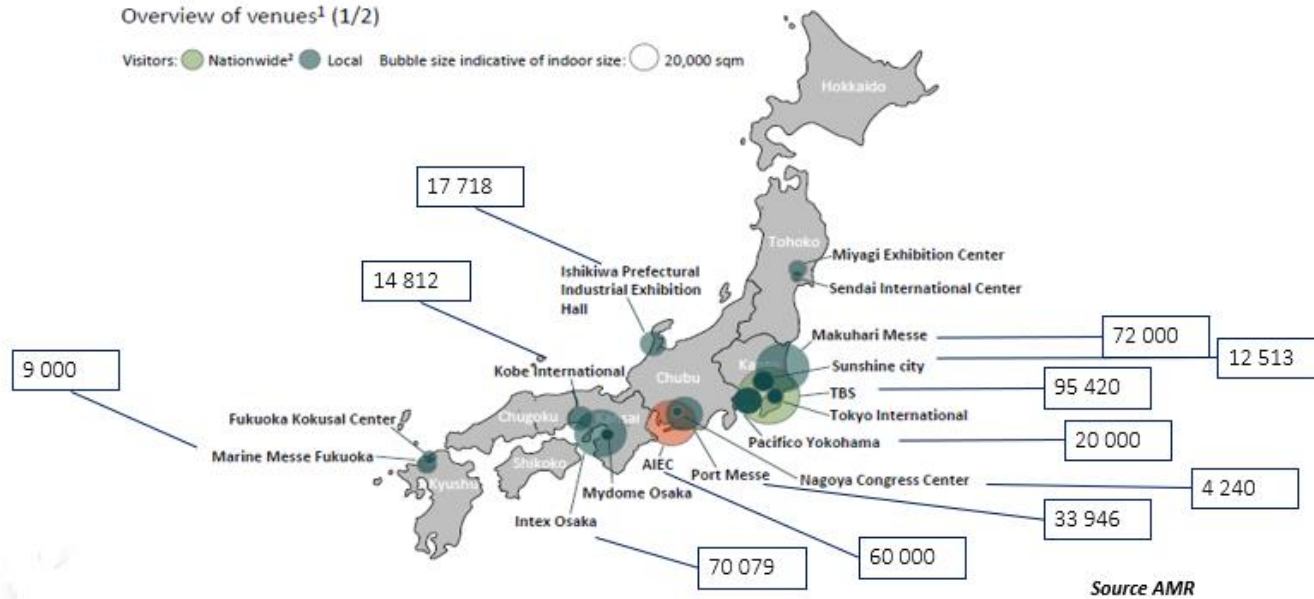 Overview of venues¹ (1/2)
Visitors: Nationwide² Local Bubble size indicative of indoor size: 20,000 sqm
Hokkaido
17 718
Tohoko
Miyagi Exhibition Center
Sendai International Center
Ishikiwa Prefectural
Industrial Exhibition
Hall
14 812
Makuhari Messe
72 000
Sunshine city
12 513
9 000
Kobe International
Chubu
TBS
95 420
Tokyo International
Fukuoka Kokusal Center
Chugoku
Pacifico Yokohama
20 000
Marine Messe Fukuoka
Shikoko
AIEC
Port Messe
Nagoya Congress Center
4 240
Kyushu
Mydome Osaka
33 946
Intex Osaka
70 079
60 000
Source AMR